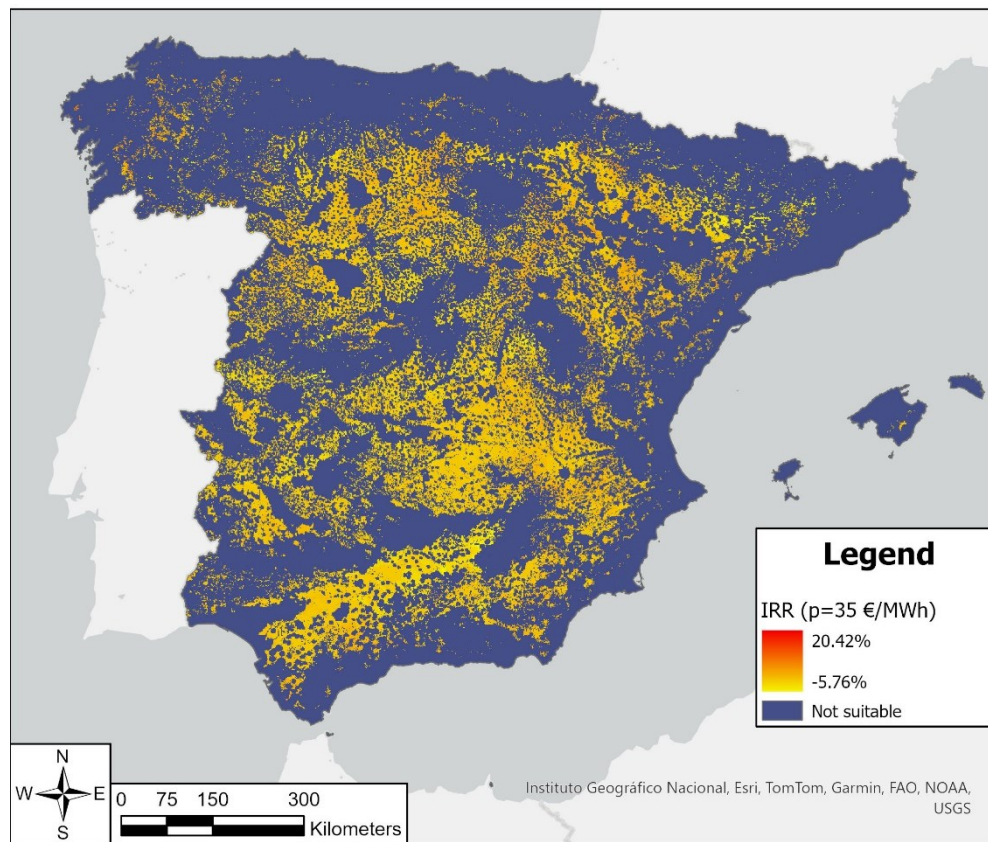 Legend
IRR (p=35 €/MWh)
20.42%
-5.76%
Not suitable
N
W E
S
0 75 150 300
Kilometers
Instituto Geográfico Nacional, Esri, TomTom, Garmin, FAO, NOAA,
USGS